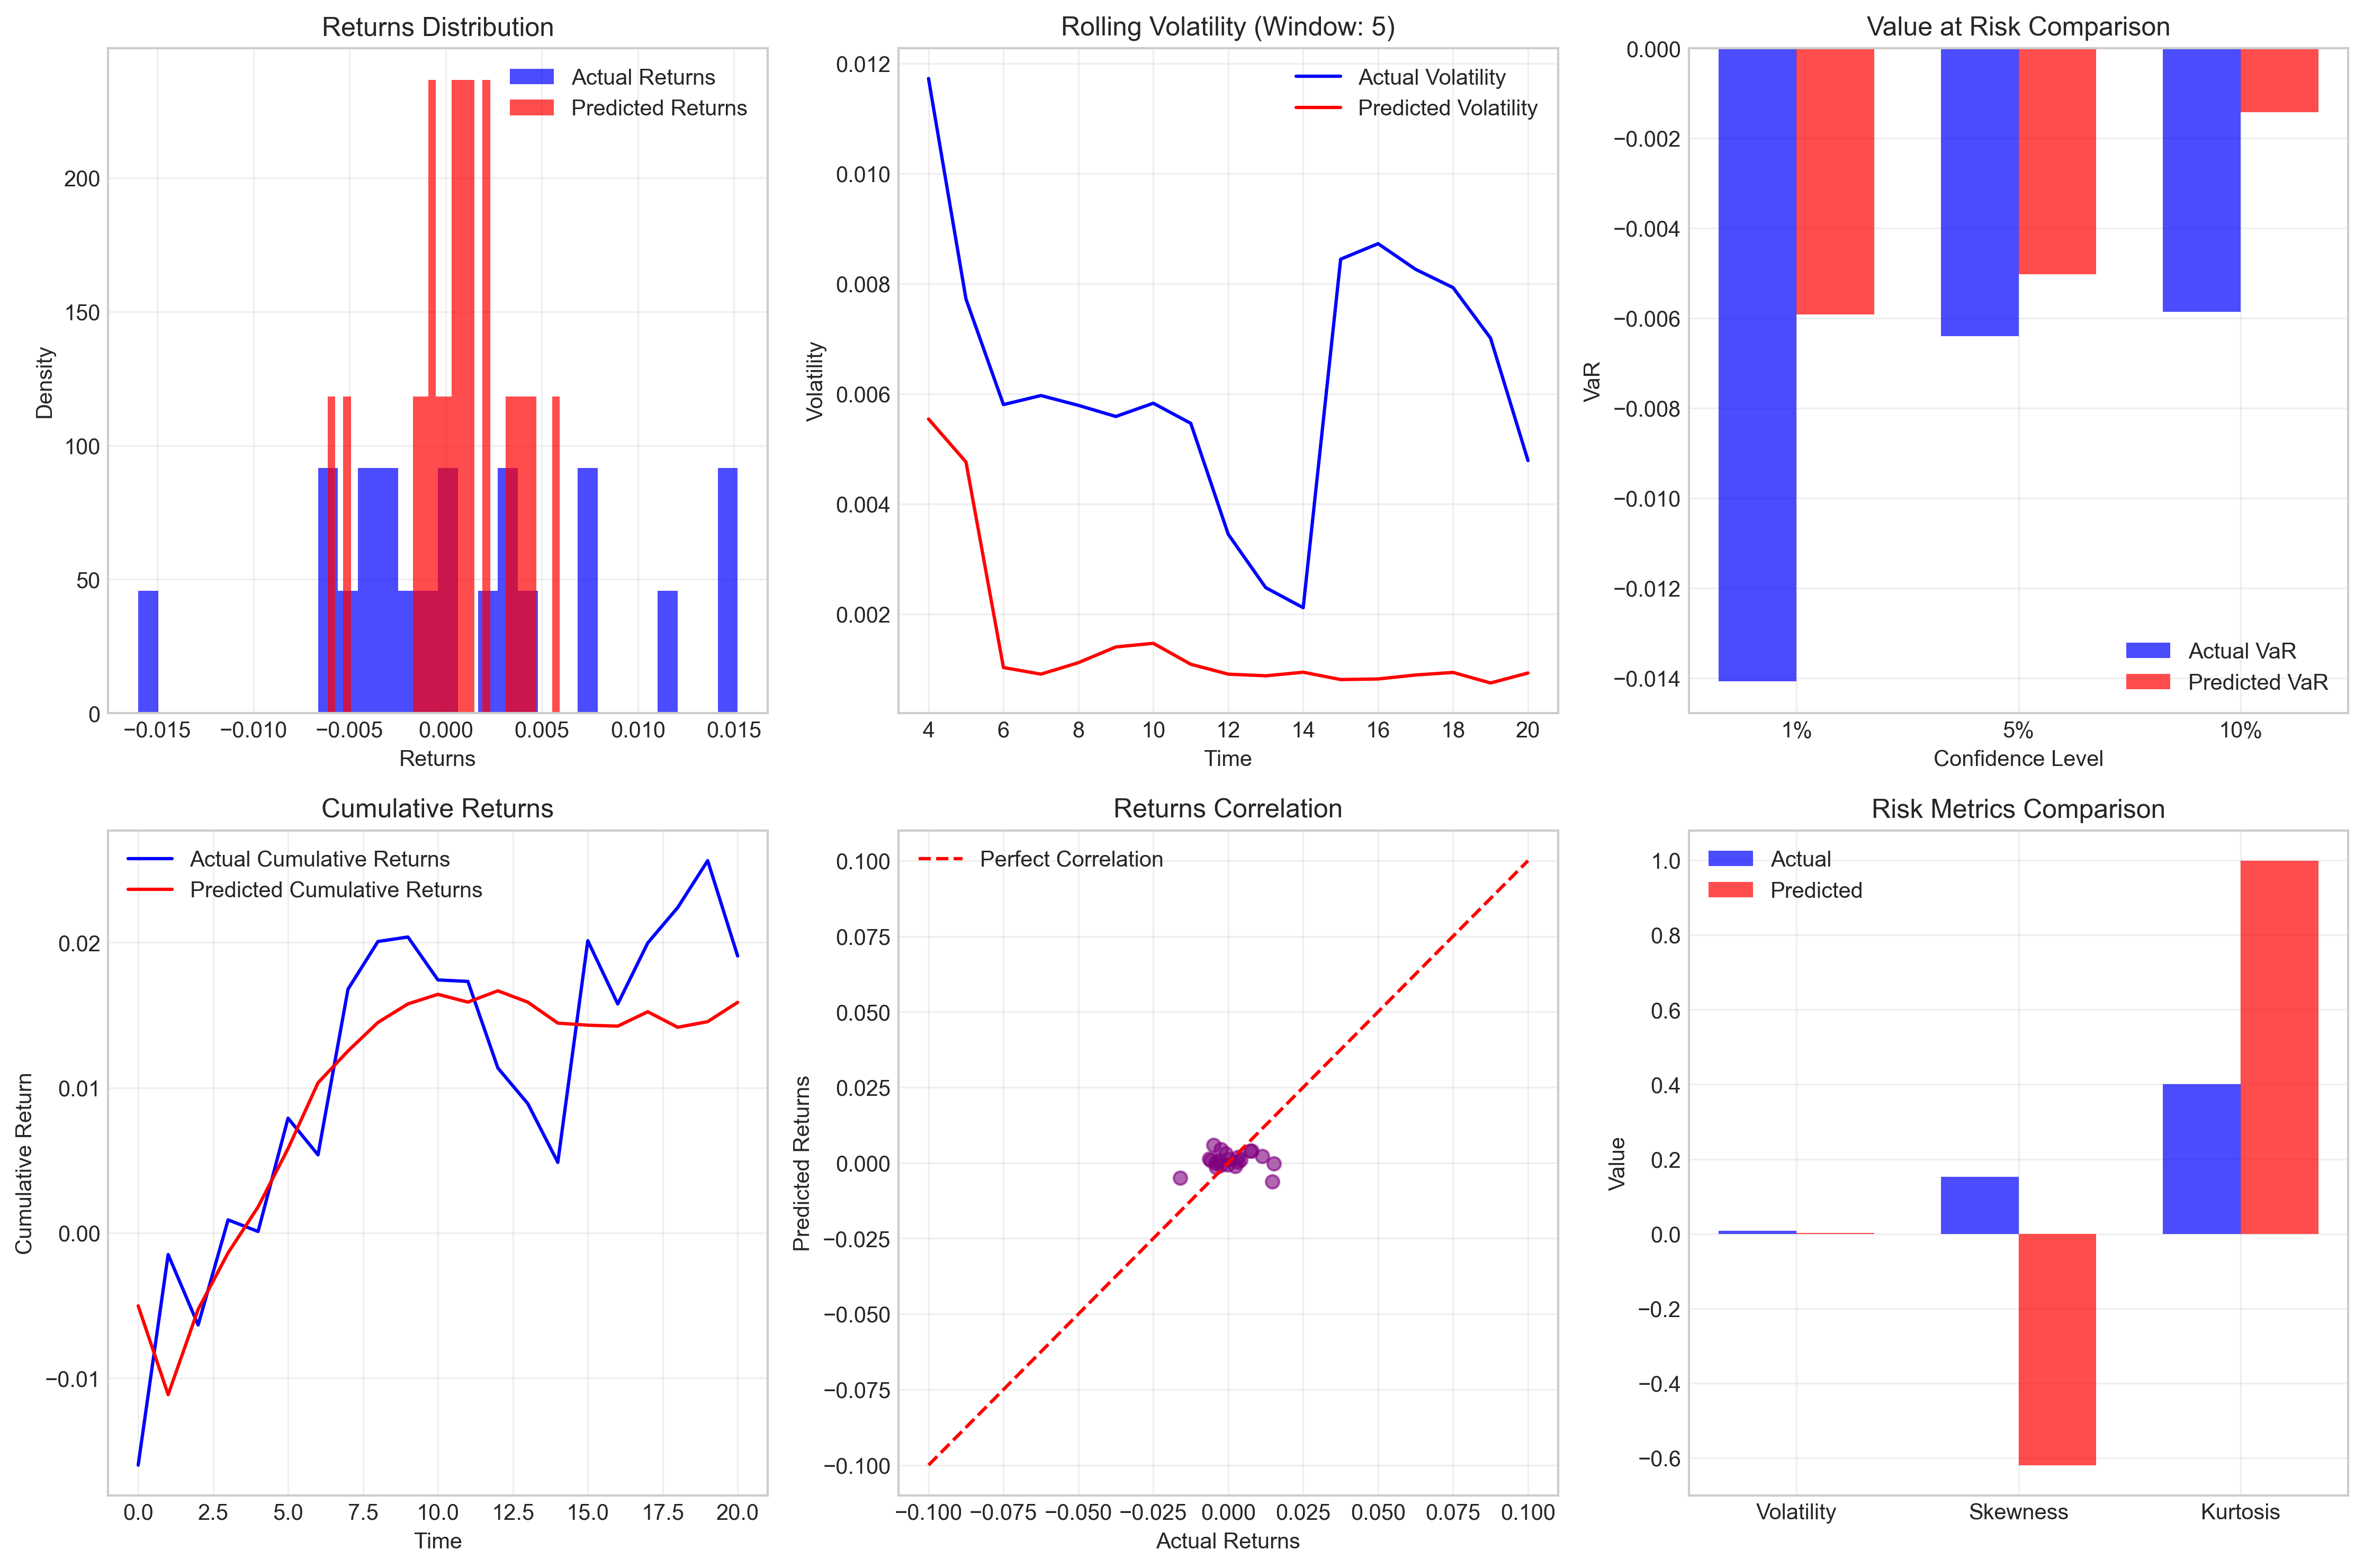 Returns Distribution
Actual Returns
Predicted Returns
Density
200
150
100
50
0
−0.015 −0.010 −0.005 0.000 0.005 0.010 0.015
Returns
Rolling Volatility (Window: 5)
Actual Volatility
Predicted Volatility
Volatility
0.012
0.010
0.008
0.006
0.004
0.002
4 6 8 10 12 14 16 18 20
Time
Value at Risk Comparison
VaR
0.000
−0.002
−0.004
−0.006
−0.008
−0.010
−0.012
−0.014
Actual VaR
Predicted VaR
1% 5% 10%
Confidence Level
Cumulative Returns
Actual Cumulative Returns
Predicted Cumulative Returns
Cumulative Return
0.02
0.01
0.00
−0.01
0.0 2.5 5.0 7.5 10.0 12.5 15.0 17.5 20.0
Time
Returns Correlation
Perfect Correlation
Predicted Returns
0.100
0.075
0.050
0.025
0.000
−0.025
−0.050
−0.075
−0.100
−0.100 −0.075 −0.050 −0.025 0.000 0.025 0.050 0.075 0.100
Actual Returns
Risk Metrics Comparison
Actual
Predicted
Value
1.0
0.8
0.6
0.4
0.2
0.0
−0.2
−0.4
−0.6
Volatility Skewness Kurtosis